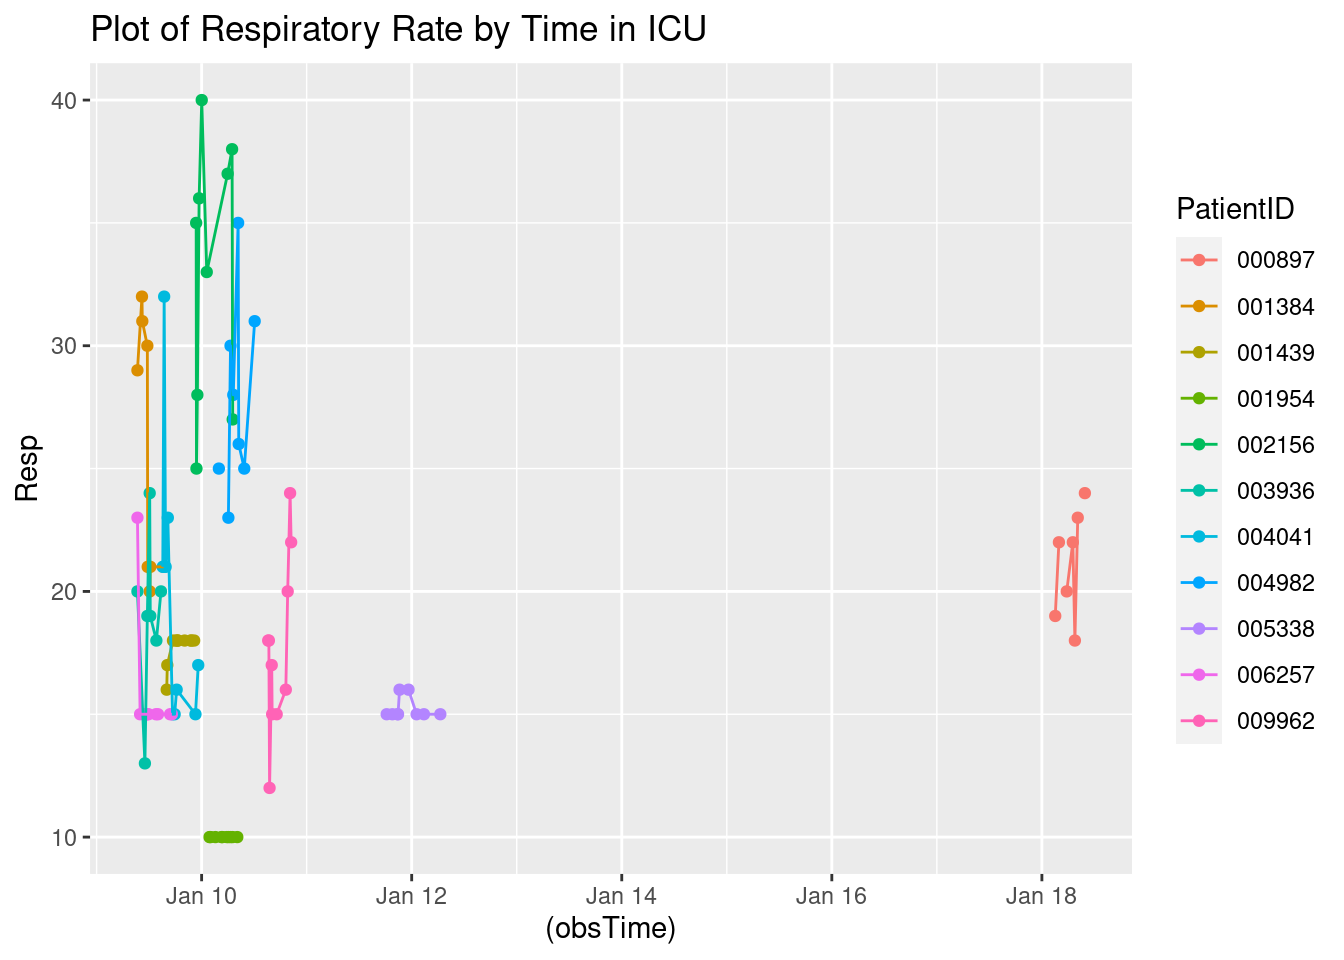 Plot of Respiratory Rate by Time in ICU
40
30
20
10
Resp
Jan 10
Jan 12
Jan 14
Jan 16
Jan 18
(obsTime)
PatientID
000897
001384
001439
001954
002156
003936
004041
004982
005338
006257
009962